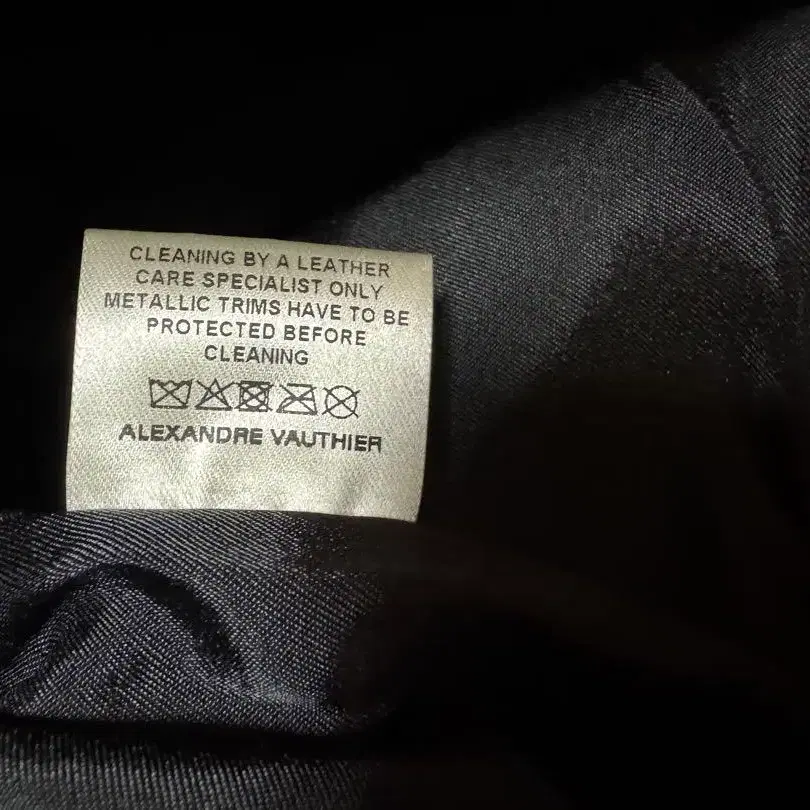 CLEANING BY A LEATHER
CARE SPECIALIST ONLY
METALLIC TRIMS HAVE TO BE
PROTECTED BEFORE
CLEANING
ALEXANDRE VAUTHIER